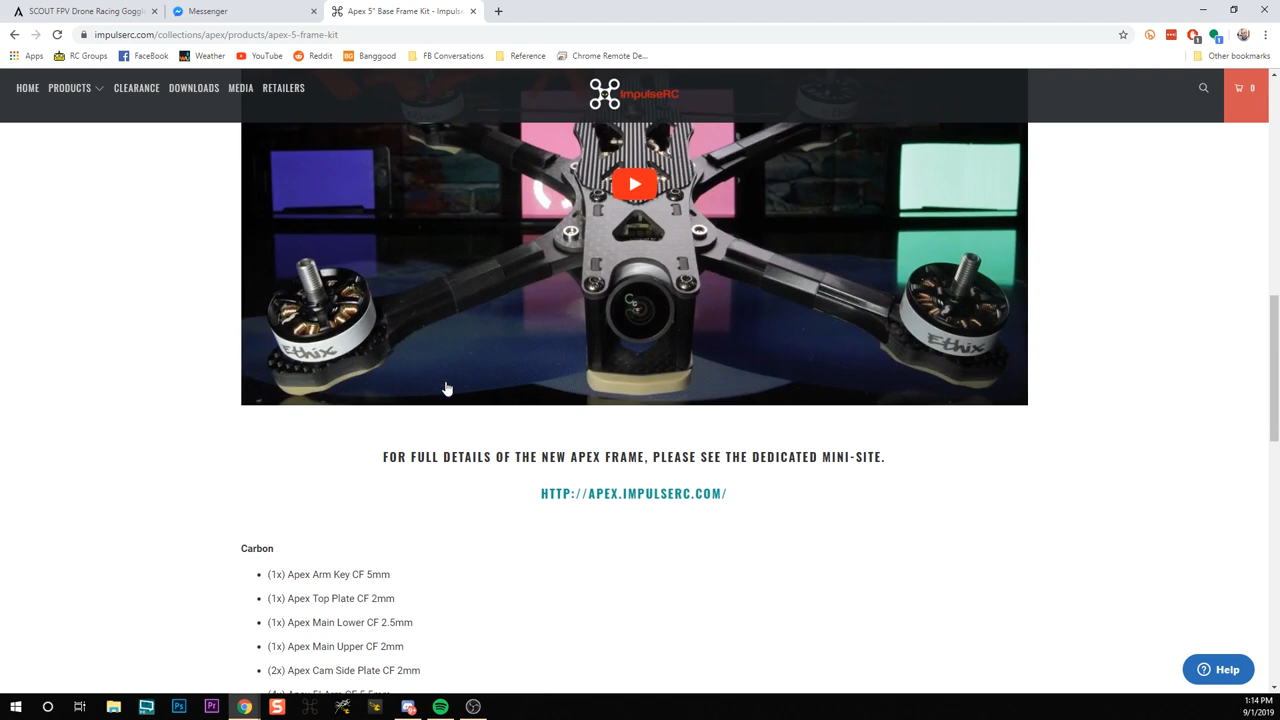 SCOUT FPV Drone Racing Goggl
Messenger
Apex 5" Base Frame Kit - Impulse
impulserc.com/collections/apex/products/apex-5-frame-kit
Apps
RC Groups
FaceBook
Weather
YouTube
Reddit
Banggood
FB Conversations
Reference
Chrome Remote De...
Other bookmarks
HOME
PRODUCTS
CLEARANCE
DOWNLOADS
MEDIA
RETAILERS
ImpulseRC
0
Ethix
Ethix
FOR FULL DETAILS OF THE NEW APEX FRAME, PLEASE SEE THE DEDICATED MINI-SITE.
HTTP://APEX.IMPULSERC.COM/
Carbon
(1x) Apex Arm Key CF 5mm
(1x) Apex Top Plate CF 2mm
(1x) Apex Main Lower CF 2.5mm
(1x) Apex Main Upper CF 2mm
(2x) Apex Cam Side Plate CF 2mm
Help
1:14 PM
9/1/2019